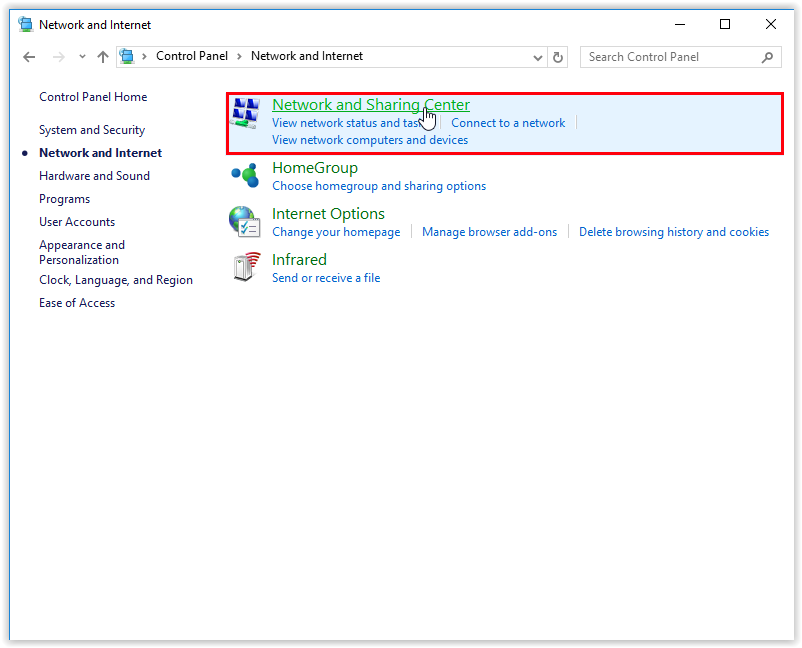 Network and Internet
Control Panel > Network and Internet
Search Control Panel
Control Panel Home
System and Security
Network and Internet
Hardware and Sound
Programs
User Accounts
Appearance and
Personalization
Clock, Language, and Region
Ease of Access
Network and Sharing Center
View network status and Connect to a network
View network computers and devices
HomeGroup
Choose homegroup and sharing options
Internet Options
Change your homepage Manage browser add-ons Delete browsing history and cookies
Infrared
Send or receive a file